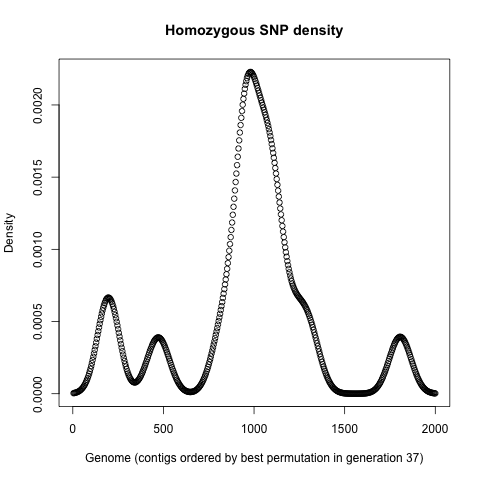 Homozygous SNP density
Density
0.0020
0.0015
0.0010
0.0005
0.0000
0 500 1000 1500 2000
Genome (contigs ordered by best permutation in generation 37)